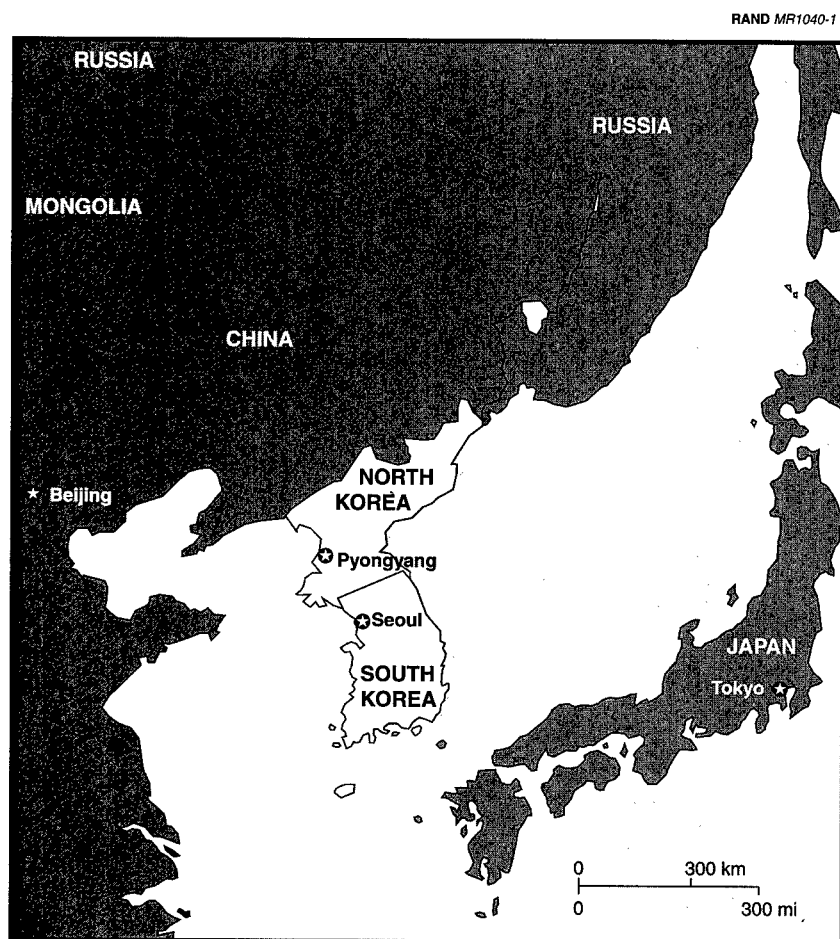 RAND MR1040-1
RUSSIA
RUSSIA
MONGOLIA
CHINA
NORTH
KOREA
Beijing
Pyongyang
Seoul
JAPAN
SOUTH
KOREA
Tokyo
0 300 km
0 300 mi